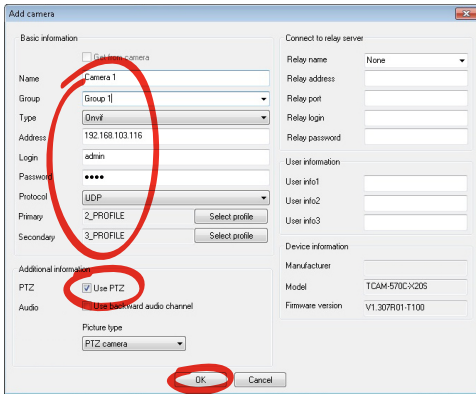 Add camera
Basic information
Get from camera
Name Camera 1
Group Group 1
Type Onvif
Address 192.168.103.116
Login admin
Password ••••
Protocol UDP
Primary 2_PROFILE Select profile
Secondary 3_PROFILE Select profile
Additional information
PTZ Use PTZ
Audio Use backward audio channel
Picture type
PTZ camera
Connect to relay server
Relay name None
Relay address
Relay port
Relay login
Relay password
User information
User info1
User info2
User info3
Device information
Manufacturer
Model TCAM-570C-X20S
Firmware version V1.307R01-T100
OK Cancel